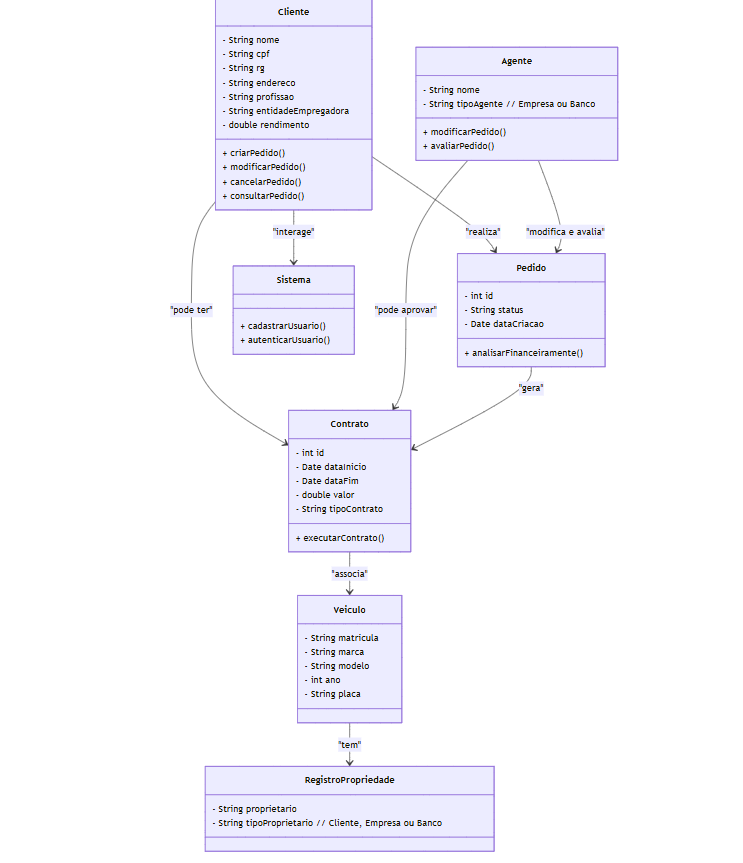 Cliente
- String nome
- String cpf
- String rg
- String endereco
- String profissao
- String entidadeEmpregadora
- double rendimento
+ criarPedido()
+ modificarPedido()
+ cancelarPedido()
+ consultarPedido()
Agente
- String nome
- String tipoAgente // Empresa ou Banco
+ modificarPedido()
+ avaliarPedido()
"interage"
"realiza"
"modifica e avalia"
Sistema
+ cadastrarUsuario()
+ autenticarUsuario()
Pedido
- int id
- String status
- Date dataCriacao
+ analisarFinanceiramente()
"pode ter"
"pode aprovar"
"gera"
Contrato
- int id
- Date dataInicio
- Date dataFim
- double valor
- String tipoContrato
+ executarContrato()
"associa"
Veiculo
- String matricula
- String marca
- String modelo
- int ano
- String placa
"tem"
RegistroPropriedade
- String proprietario
- String tipoProprietario // Cliente, Empresa ou Banco